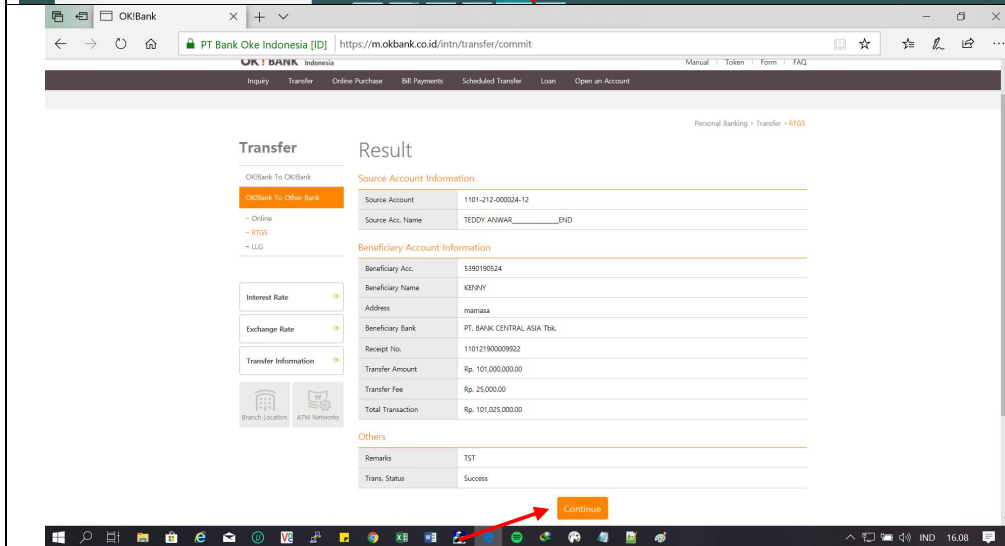 OK!Bank
PT Bank Oke Indonesia [ID] https://m.okbank.co.id/intn/transfer/commit
OK! BANK Indonesia
Manual Token Form FAQ
Inquiry Transfer Online Purchase Bill Payments Scheduled Transfer Loan Open an Account
Personal Banking > Transfer > RTGS
Transfer
OK!Bank To OK!Bank
OK!Bank To Other Bank
- Online
- RTGS
- LLG
Interest Rate
Exchange Rate
Transfer Information
Branch Location ATM Networks
Result
Source Account Information
Source Account 1101-212-000024-12
Source Acc. Name TEDDY ANWAR____________END
Beneficiary Account Information
Beneficiary Acc. 5390190524
Beneficiary Name KENNY
Address mamasa
Beneficiary Bank PT. BANK CENTRAL ASIA Tbk.
Receipt No. 110121900009922
Transfer Amount Rp. 101,000,000.00
Transfer Fee Rp. 25,000.00
Total Transaction Rp. 101,025,000.00
Others
Remarks TST
Trans. Status Success
Continue
IND 16.08